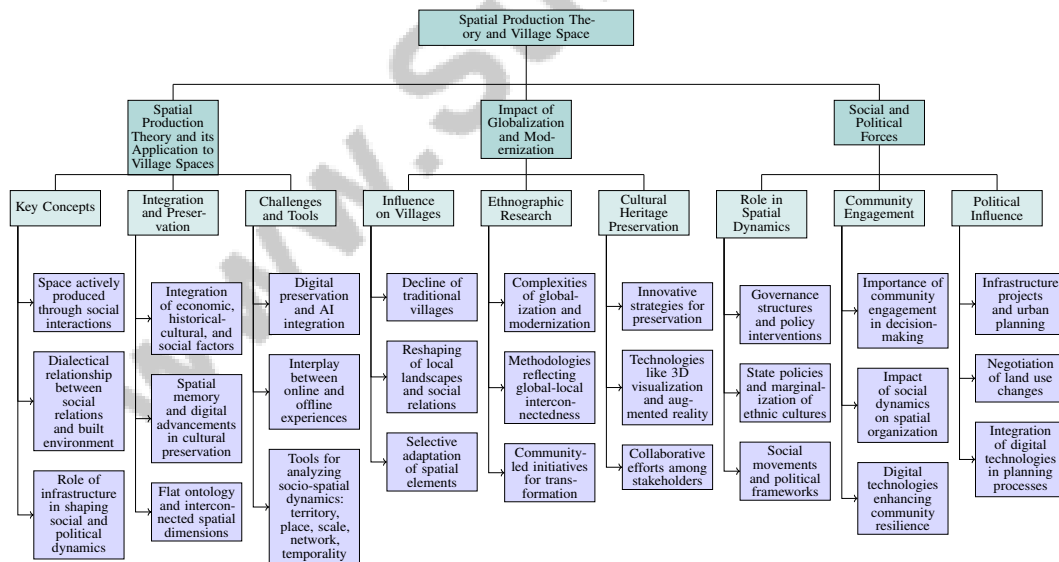 Spatial Production The-
ory and Village Space
Spatial
Production
Theory and its
Application to
Village Spaces
Impact of
Globalization
and Mod-
ernization
Social and
Political
Forces
Key Concepts
Integration
and Preser-
vation
Challenges
and Tools
Influence
on Villages
Ethnographic
Research
Cultural
Heritage
Preservation
Role in
Spatial
Dynamics
Community
Engagement
Political
Influence
Space actively
produced
through social
interactions
Dialectical
relationship
between
social
relations
and built
environment
Role of
infrastructure
in shaping
social and
political
dynamics
Integration
of economic,
historical-
cultural, and
social factors
Spatial
memory
and digital
advancements
in cultural
preservation
Flat ontology
and intercon-
nected spatial
dimensions
Digital
preservation
and AI
integration
Interplay
between
online and
offline
experiences
Tools for
analyzing
socio-spatial
dynamics:
territory,
place, scale,
network,
temporality
Decline of
traditional
villages
Reshaping
of local
landscapes
and social
relations
Selective
adaptation
of spatial
elements
Complexities
of global-
ization and
modernization
Methodologies
reflecting
global-local
intercon-
nectedness
Community-
led initiatives
for trans-
formation
Innovative
strategies for
preservation
Technologies
like 3D
visualization
and aug-
mented reality
Collaborative
efforts among
stakeholders
Governance
structures
and policy
interventions
State policies
and marginal-
ization of
ethnic cultures
Social
movements
and political
frameworks
Importance of
community
engagement
in decision-
making
Impact
of social
dynamics
on spatial
organization
Digital
technologies
enhancing
community
resilience
Infrastructure
projects
and urban
planning
Negotiation
of land use
changes
Integration
of digital
technologies
in planning
processes
www.su